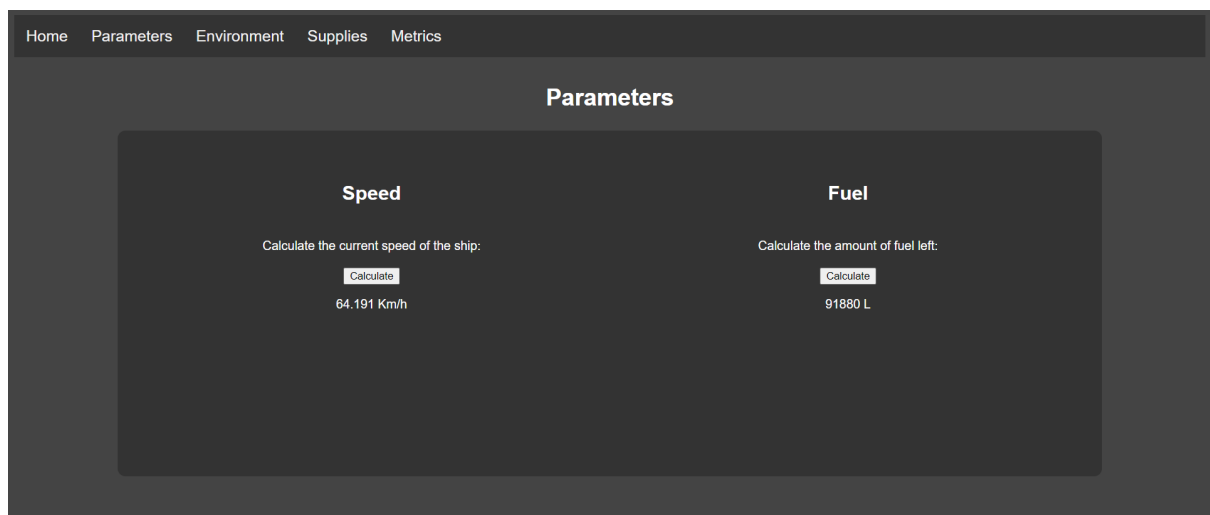 Home Parameters Environment Supplies Metrics
Parameters
Speed
Calculate the current speed of the ship:
Calculate
64.191 Km/h
Fuel
Calculate the amount of fuel left:
Calculate
91880 L